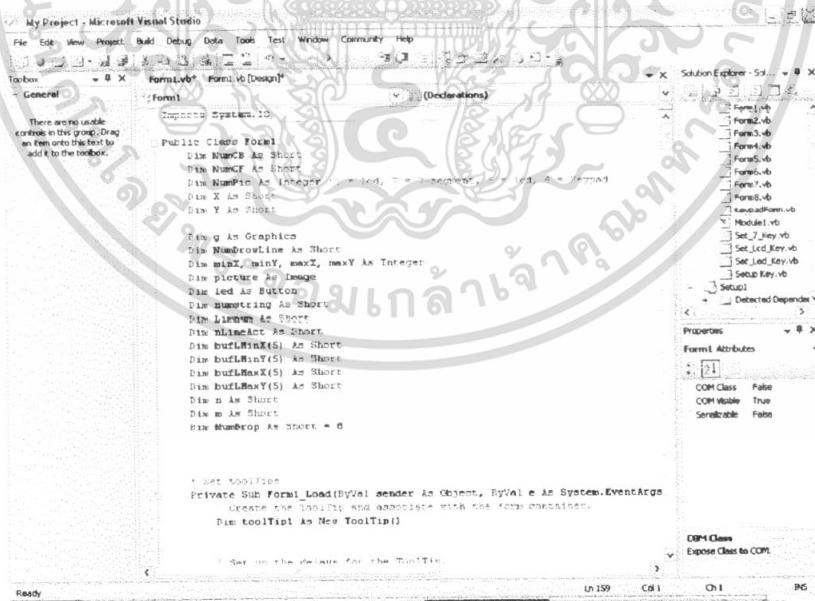 My Project - Microsoft Visual Studio
File Edit View Project Build Debug Data Tools Test Window Community Help
Toolbox
General
There are no usable
controls in this group. Drag
an item onto this text to
add it to the toolbox.
Form1.vb* Form1.vb [Design]*
Form1
(Declarations)
Imports System.IO
Public Class Form1
Dim NumCB As Short
Dim NumCF As Short
Dim NumPic As Integer = led, 7 = 7-segment, = lcd, = Keypad
Dim X As Short
Dim Y As Short
Dim g As Graphics
Dim NumDrowLine As Short
Dim minX, minY, maxX, maxY As Integer
Dim picture As Image
Dim led As Button
Dim numstring As Short
Dim Linnum As Short
Dim nLineAct As Short
Dim bufLMinX(5) As Short
Dim bufLMinY(5) As Short
Dim bufLMaxX(5) As Short
Dim bufLMaxY(5) As Short
Dim n As Short
Dim m As Short
Dim NumDrop As Short = 0
' Set toolTips
Private Sub Form1_Load(ByVal sender As Object, ByVal e As System.EventArgs
Create the ToolTip and associate with the form container.
Dim toolTip1 As New ToolTip()
' Set up the delays for the ToolTip.
Solution Explorer - Sol...
Form1.vb
Form2.vb
Form3.vb
Form4.vb
Form5.vb
Form6.vb
Form7.vb
Form8.vb
KeypadForm.vb
Module1.vb
Set_7_Key.vb
Set_Lcd_Key.vb
Set_Led_Key.vb
Setup Key.vb
Setup1
Detected Dependen
Properties
Form1 Attributes
COM Class False
COM Visible True
Serializable False
COM Class
Expose Class to COM.
Ready
Ln 159 Col 1 Ch 1 INS